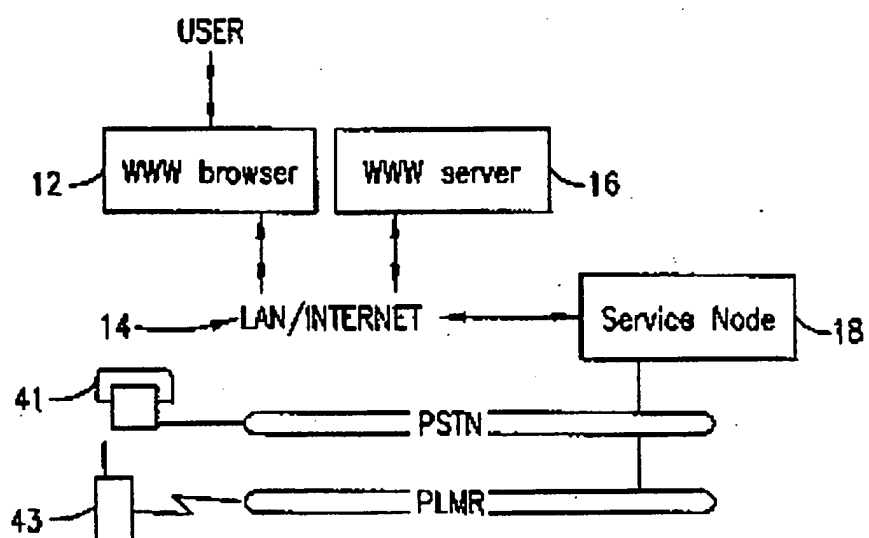 USER
12 WWW browser WWW server 16
14 LAN/INTERNET Service Node 18
41 PSTN
43 PLMR